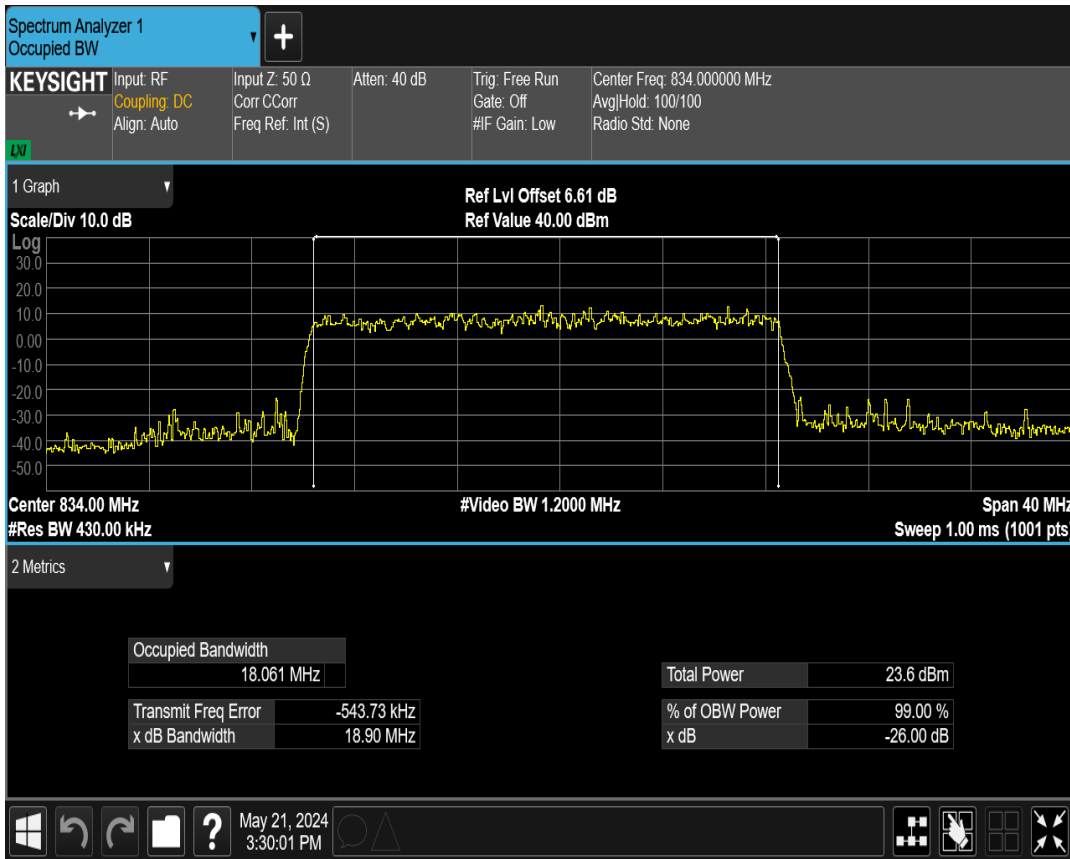 Spectrum Analyzer 1
Occupied BW
+
KEYSIGHT
LXI
Input: RF
Coupling: DC
Align: Auto
Input Z: 50 Ω
Corr CCorr
Freq Ref: Int (S)
Atten: 40 dB
Trig: Free Run
Gate: Off
#IF Gain: Low
Center Freq: 834.000000 MHz
Avg|Hold: 100/100
Radio Std: None
1 Graph
Scale/Div 10.0 dB
Ref Lvl Offset 6.61 dB
Ref Value 40.00 dBm
Log
30.0
20.0
10.0
0.00
-10.0
-20.0
-30.0
-40.0
-50.0
Center 834.00 MHz
#Res BW 430.00 kHz
#Video BW 1.2000 MHz
Span 40 MHz
Sweep 1.00 ms (1001 pts)
2 Metrics
Occupied Bandwidth
18.061 MHz
Transmit Freq Error -543.73 kHz
x dB Bandwidth 18.90 MHz
Total Power 23.6 dBm
% of OBW Power 99.00 %
x dB -26.00 dB
?
May 21, 2024
3:30:01 PM